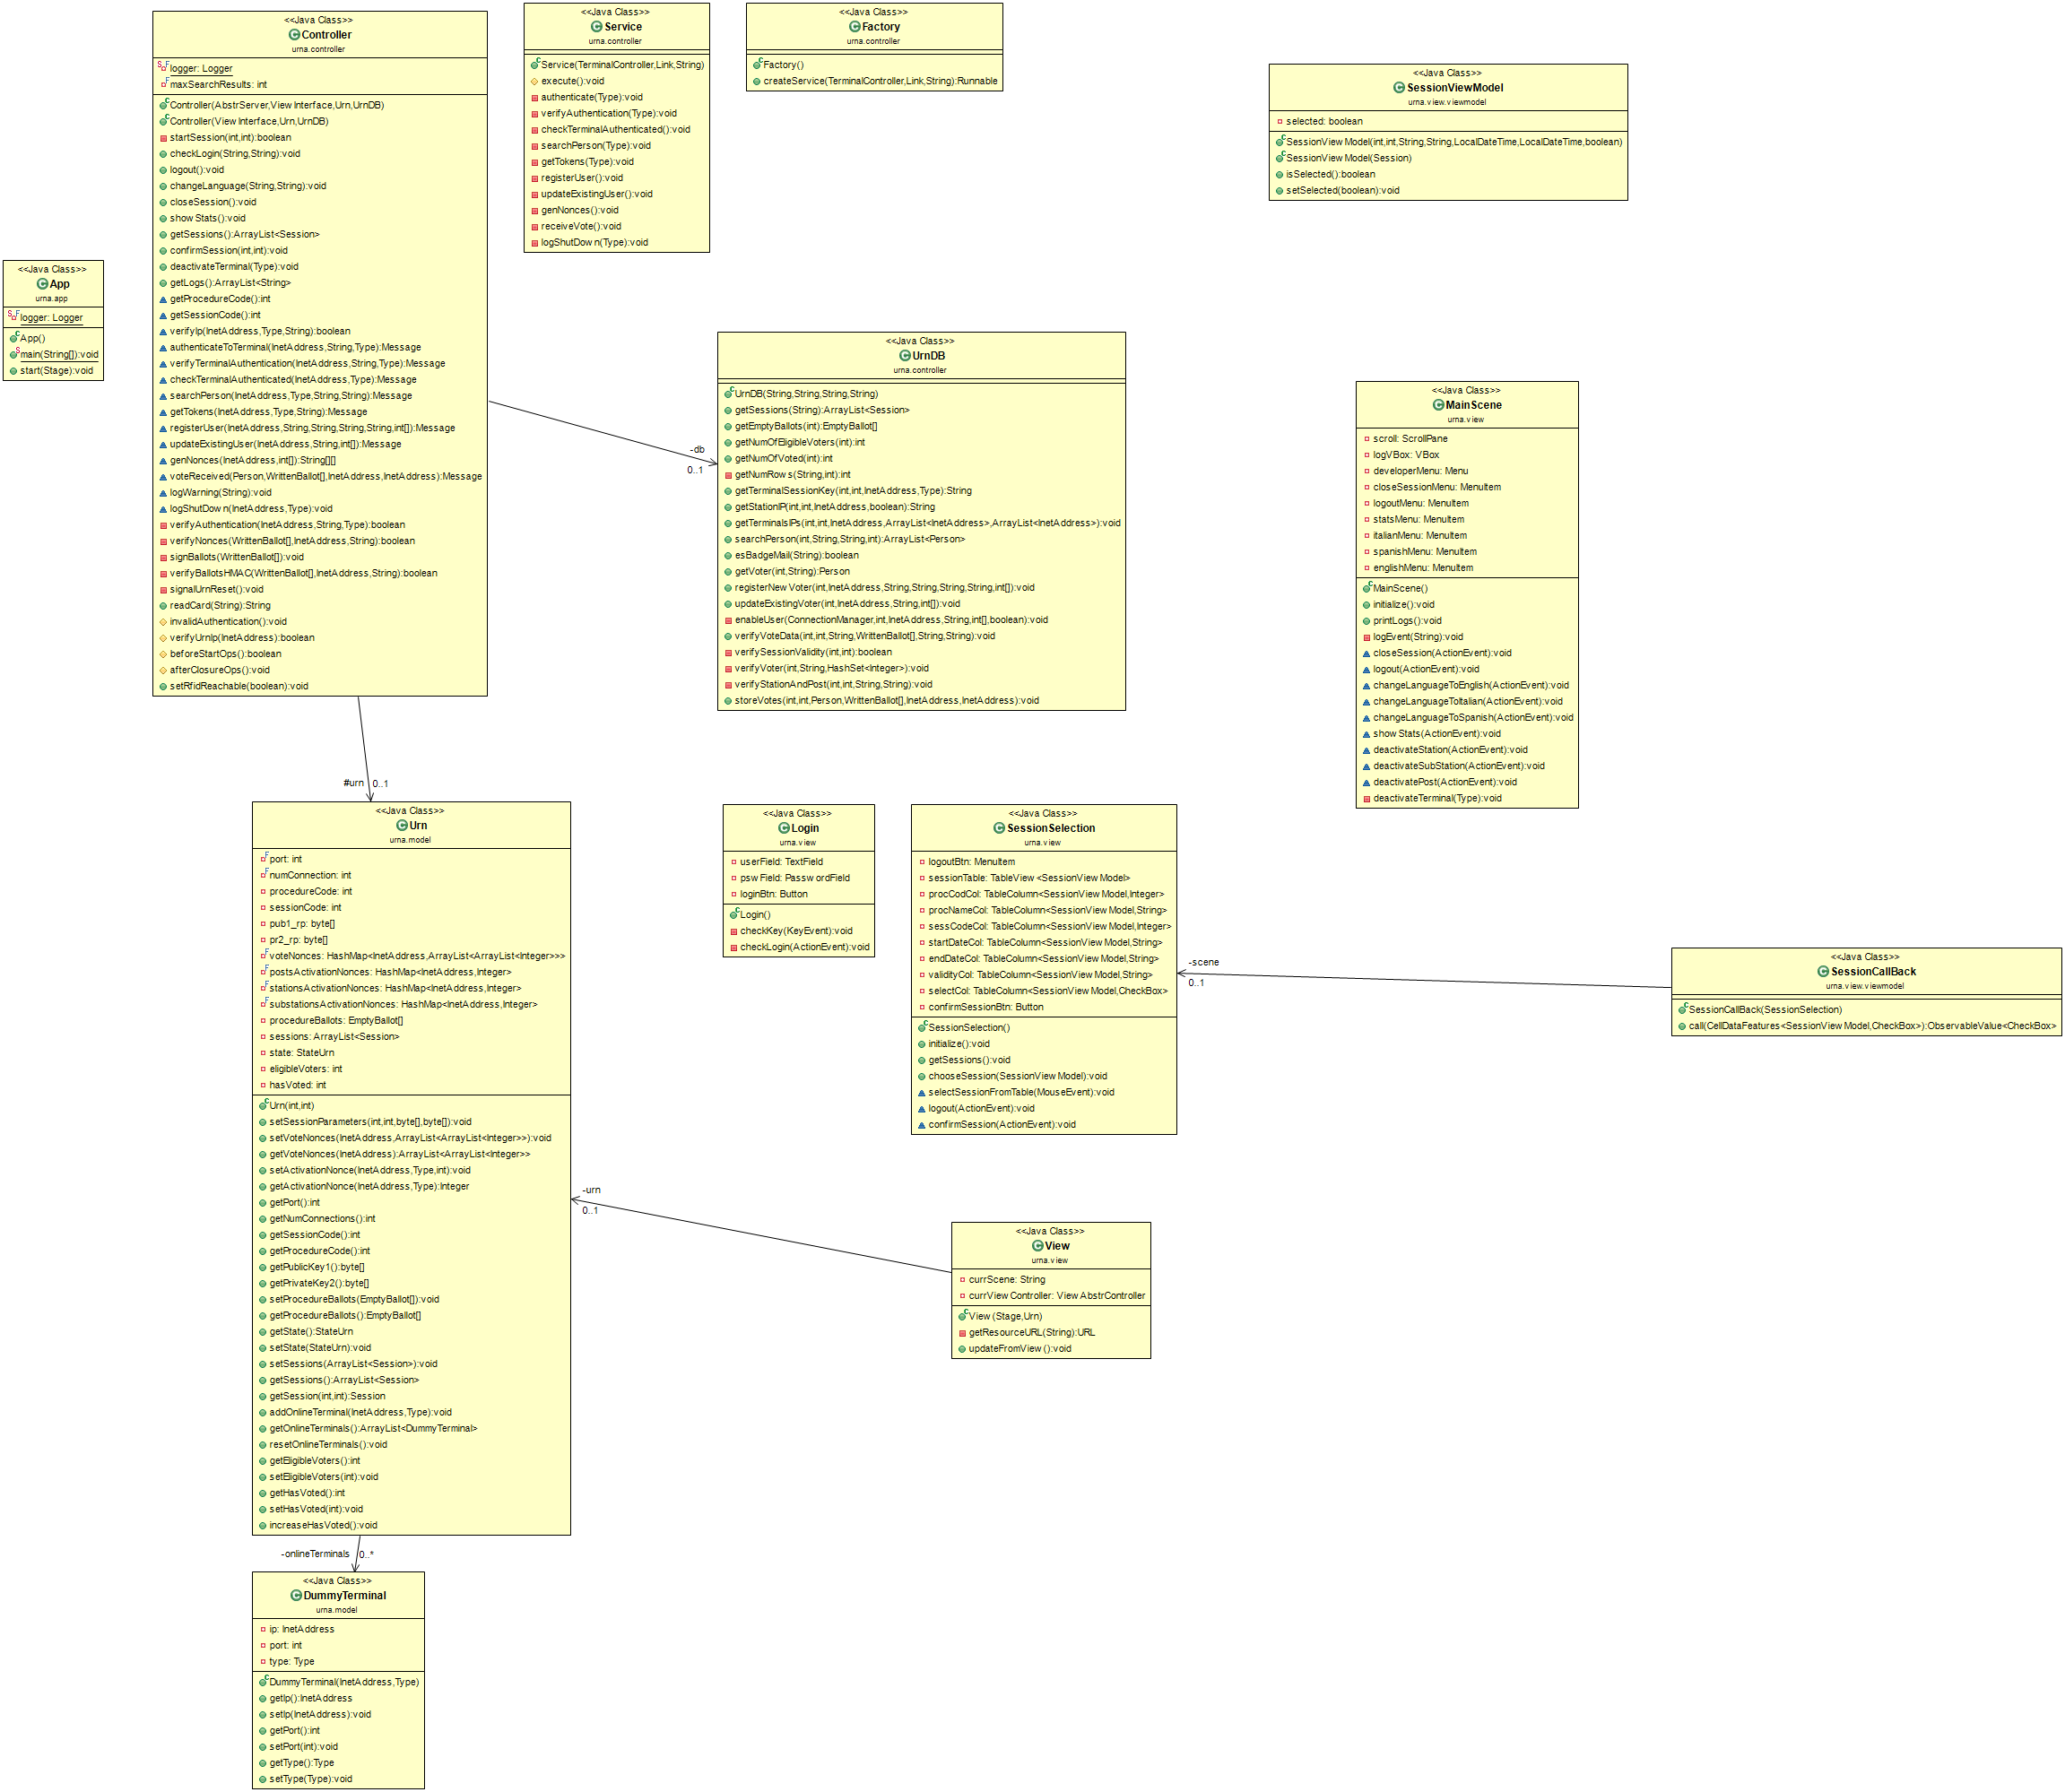 <<Java Class>>
Controller
urna.controller
logger: Logger
maxSearchResults: int
Controller(AbstrServer,ViewInterface,Urn,UrnDB)
Controller(ViewInterface,Urn,UrnDB)
startSession(int,int):boolean
checkLogin(String,String):void
logout():void
changeLanguage(String,String):void
closeSession():void
showStats():void
getSessions():ArrayList<Session>
confirmSession(int,int):void
deactivateTerminal(Type):void
getLogs():ArrayList<String>
getProcedureCode():int
getSessionCode():int
verifyIp(InetAddress,Type,String):boolean
authenticateToTerminal(InetAddress,String,Type):Message
verifyTerminalAuthentication(InetAddress,String,Type):Message
checkTerminalAuthenticated(InetAddress,Type):Message
searchPerson(InetAddress,Type,String,String):Message
getTokens(InetAddress,Type,String):Message
registerUser(InetAddress,String,String,String,String,int[]):Message
updateExistingUser(InetAddress,String,int[]):Message
genNonces(InetAddress,int[]):String[][]
voteReceived(Person,WrittenBallot[],InetAddress,InetAddress):Message
logWarning(String):void
logShutDown(InetAddress,Type):void
verifyAuthentication(InetAddress,String,Type):boolean
verifyNonces(WrittenBallot[],InetAddress,String):boolean
signBallots(WrittenBallot[]):void
verifyBallotsHMAC(WrittenBallot[],InetAddress,String):boolean
signalUrnReset():void
readCard(String):String
invalidAuthentication():void
verifyUrnIp(InetAddress):boolean
beforeStartOps():boolean
afterClosureOps():void
setRfidReachable(boolean):void
<<Java Class>>
Service
urna.controller
Service(TerminalController,Link,String)
execute():void
authenticate(Type):void
verifyAuthentication(Type):void
checkTerminalAuthenticated():void
searchPerson(Type):void
getTokens(Type):void
registerUser():void
updateExistingUser():void
genNonces():void
receiveVote():void
logShutDown(Type):void
<<Java Class>>
Factory
urna.controller
Factory()
createService(TerminalController,Link,String):Runnable
<<Java Class>>
SessionViewModel
urna.view.viewmodel
selected: boolean
SessionViewModel(int,int,String,String,LocalDateTime,LocalDateTime,boolean)
SessionViewModel(Session)
isSelected():boolean
setSelected(boolean):void
<<Java Class>>
App
urna.app
logger: Logger
App()
main(String[]):void
start(Stage):void
<<Java Class>>
UrnDB
urna.controller
UrnDB(String,String,String,String)
getSessions(String):ArrayList<Session>
getEmptyBallots(int):EmptyBallot[]
getNumOfEligibleVoters(int):int
getNumOfVoted(int):int
getNumRows(String,int):int
getTerminalSessionKey(int,int,InetAddress,Type):String
getStationIP(int,int,InetAddress,boolean):String
getTerminalsIPs(int,int,InetAddress,ArrayList<InetAddress>,ArrayList<InetAddress>):void
searchPerson(int,String,String,int):ArrayList<Person>
esBadgeMail(String):boolean
getVoter(int,String):Person
registerNewVoter(int,InetAddress,String,String,String,String,int[]):void
updateExistingVoter(int,InetAddress,String,int[]):void
enableUser(ConnectionManager,int,InetAddress,String,int[],boolean):void
verifyVoteData(int,int,String,WrittenBallot[],String,String):void
verifySessionValidity(int,int):boolean
verifyVoter(int,String,HashSet<Integer>):void
verifyStationAndPost(int,int,String,String):void
storeVotes(int,int,Person,WrittenBallot[],InetAddress,InetAddress):void
-db
0..1
<<Java Class>>
MainScene
urna.view
scroll: ScrollPane
logVBox: VBox
developerMenu: Menu
closeSessionMenu: MenuItem
logoutMenu: MenuItem
statsMenu: MenuItem
italianMenu: MenuItem
spanishMenu: MenuItem
englishMenu: MenuItem
MainScene()
initialize():void
printLogs():void
logEvent(String):void
closeSession(ActionEvent):void
logout(ActionEvent):void
changeLanguageToEnglish(ActionEvent):void
changeLanguageToItalian(ActionEvent):void
changeLanguageToSpanish(ActionEvent):void
showStats(ActionEvent):void
deactivateStation(ActionEvent):void
deactivateSubStation(ActionEvent):void
deactivatePost(ActionEvent):void
deactivateTerminal(Type):void
#urn
0..1
<<Java Class>>
Urn
urna.model
port: int
numConnection: int
procedureCode: int
sessionCode: int
pub1_rp: byte[]
pr2_rp: byte[]
voteNonces: HashMap<InetAddress,ArrayList<ArrayList<Integer>>>
postsActivationNonces: HashMap<InetAddress,Integer>
stationsActivationNonces: HashMap<InetAddress,Integer>
substationsActivationNonces: HashMap<InetAddress,Integer>
procedureBallots: EmptyBallot[]
sessions: ArrayList<Session>
state: StateUrn
eligibleVoters: int
hasVoted: int
Urn(int,int)
setSessionParameters(int,int,byte[],byte[]):void
setVoteNonces(InetAddress,ArrayList<ArrayList<Integer>>):void
getVoteNonces(InetAddress):ArrayList<ArrayList<Integer>>
setActivationNonce(InetAddress,Type,int):void
getActivationNonce(InetAddress,Type):Integer
getPort():int
getNumConnections():int
getSessionCode():int
getProcedureCode():int
getPublicKey1():byte[]
getPrivateKey2():byte[]
setProcedureBallots(EmptyBallot[]):void
getProcedureBallots():EmptyBallot[]
getState():StateUrn
setState(StateUrn):void
setSessions(ArrayList<Session>):void
getSessions():ArrayList<Session>
getSession(int,int):Session
addOnlineTerminal(InetAddress,Type):void
getOnlineTerminals():ArrayList<DummyTerminal>
resetOnlineTerminals():void
getEligibleVoters():int
setEligibleVoters(int):void
getHasVoted():int
setHasVoted(int):void
increaseHasVoted():void
<<Java Class>>
Login
urna.view
userField: TextField
pswField: PasswordField
loginBtn: Button
Login()
checkKey(KeyEvent):void
checkLogin(ActionEvent):void
<<Java Class>>
SessionSelection
urna.view
logoutBtn: MenuItem
sessionTable: TableView<SessionViewModel>
procCodCol: TableColumn<SessionViewModel,Integer>
procNameCol: TableColumn<SessionViewModel,String>
sessCodeCol: TableColumn<SessionViewModel,Integer>
startDateCol: TableColumn<SessionViewModel,String>
endDateCol: TableColumn<SessionViewModel,String>
validityCol: TableColumn<SessionViewModel,String>
selectCol: TableColumn<SessionViewModel,CheckBox>
confirmSessionBtn: Button
SessionSelection()
initialize():void
getSessions():void
chooseSession(SessionViewModel):void
selectSessionFromTable(MouseEvent):void
logout(ActionEvent):void
confirmSession(ActionEvent):void
-scene
0..1
<<Java Class>>
SessionCallBack
urna.view.viewmodel
SessionCallBack(SessionSelection)
call(CellDataFeatures<SessionViewModel,CheckBox>):ObservableValue<CheckBox>
-urn
0..1
<<Java Class>>
View
urna.view
currScene: String
currViewController: ViewAbstrController
View(Stage,Urn)
getResourceURL(String):URL
updateFromView():void
-onlineTerminals
0..*
<<Java Class>>
DummyTerminal
urna.model
ip: InetAddress
port: int
type: Type
DummyTerminal(InetAddress,Type)
getIp():InetAddress
setIp(InetAddress):void
getPort():int
setPort(int):void
getType():Type
setType(Type):void